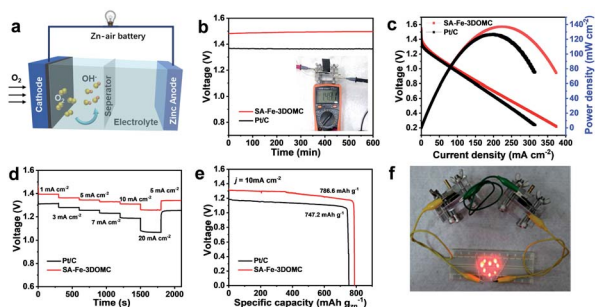 a
Zn-air battery
O₂
Cathode
O₂
OH⁻
Seperator
Electrolyte
Zinc Anode
b
Voltage (V)
1.6
1.4
1.2
1.0
0.8
0.6
SA-Fe-3DOMC
Pt/C
0 100 200 300 400 500 600
Time (min)
c
SA-Fe-3DOMC
Pt/C
Voltage (V)
1.6
1.4
1.2
1.0
0.8
0.6
0.4
0.2
0 50 100 150 200 250 300 350 400
Current density (mA cm⁻²)
160
140
120
100
80
60
40
20
0
Power density (mW cm⁻²)
d
Voltage (V)
1.6
1.4
1.2
1.0
1 mA cm⁻²
5 mA cm⁻²
10 mA cm⁻²
5 mA cm⁻²
3 mA cm⁻²
7 mA cm⁻²
20 mA cm⁻²
Pt/C
SA-Fe-3DOMC
0 500 1000 1500 2000
Time (s)
e
j = 10mA cm⁻²
786.6 mAh g⁻¹
747.2 mAh g⁻¹
Voltage (V)
1.6
1.4
1.2
1.0
0.8
0.6
0.4
0.2
Pt/C
SA-Fe-3DOMC
0 200 400 600 800 1000
Specific capacity (mAh gₘ⁻¹)
f